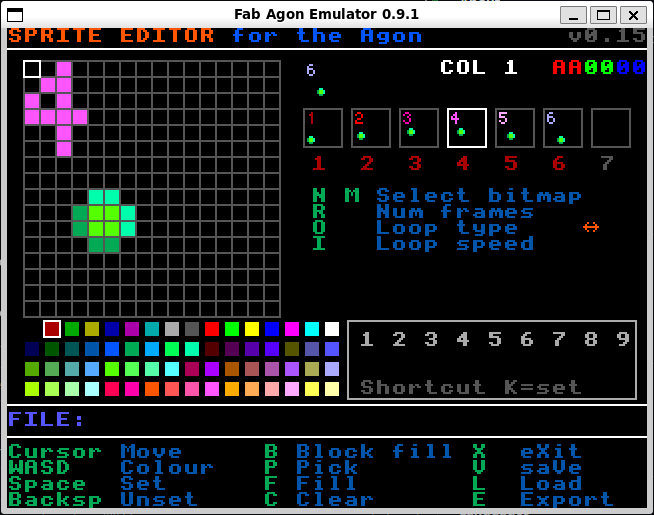 Fab Agon Emulator 0.9.1
SPRITE EDITOR for the Agon v0.15
6 COL 1 AA0000
1 2 3 4 5 6
1 2 3 4 5 6 7
N M Select bitmap
R Num frames
O Loop type
I Loop speed
1 2 3 4 5 6 7 8 9
Shortcut K=set
FILE:
Cursor Move B Block fill X eXit
WASD Colour P Pick V saVe
Space Set F Fill L Load
Backsp Unset C Clear E Export